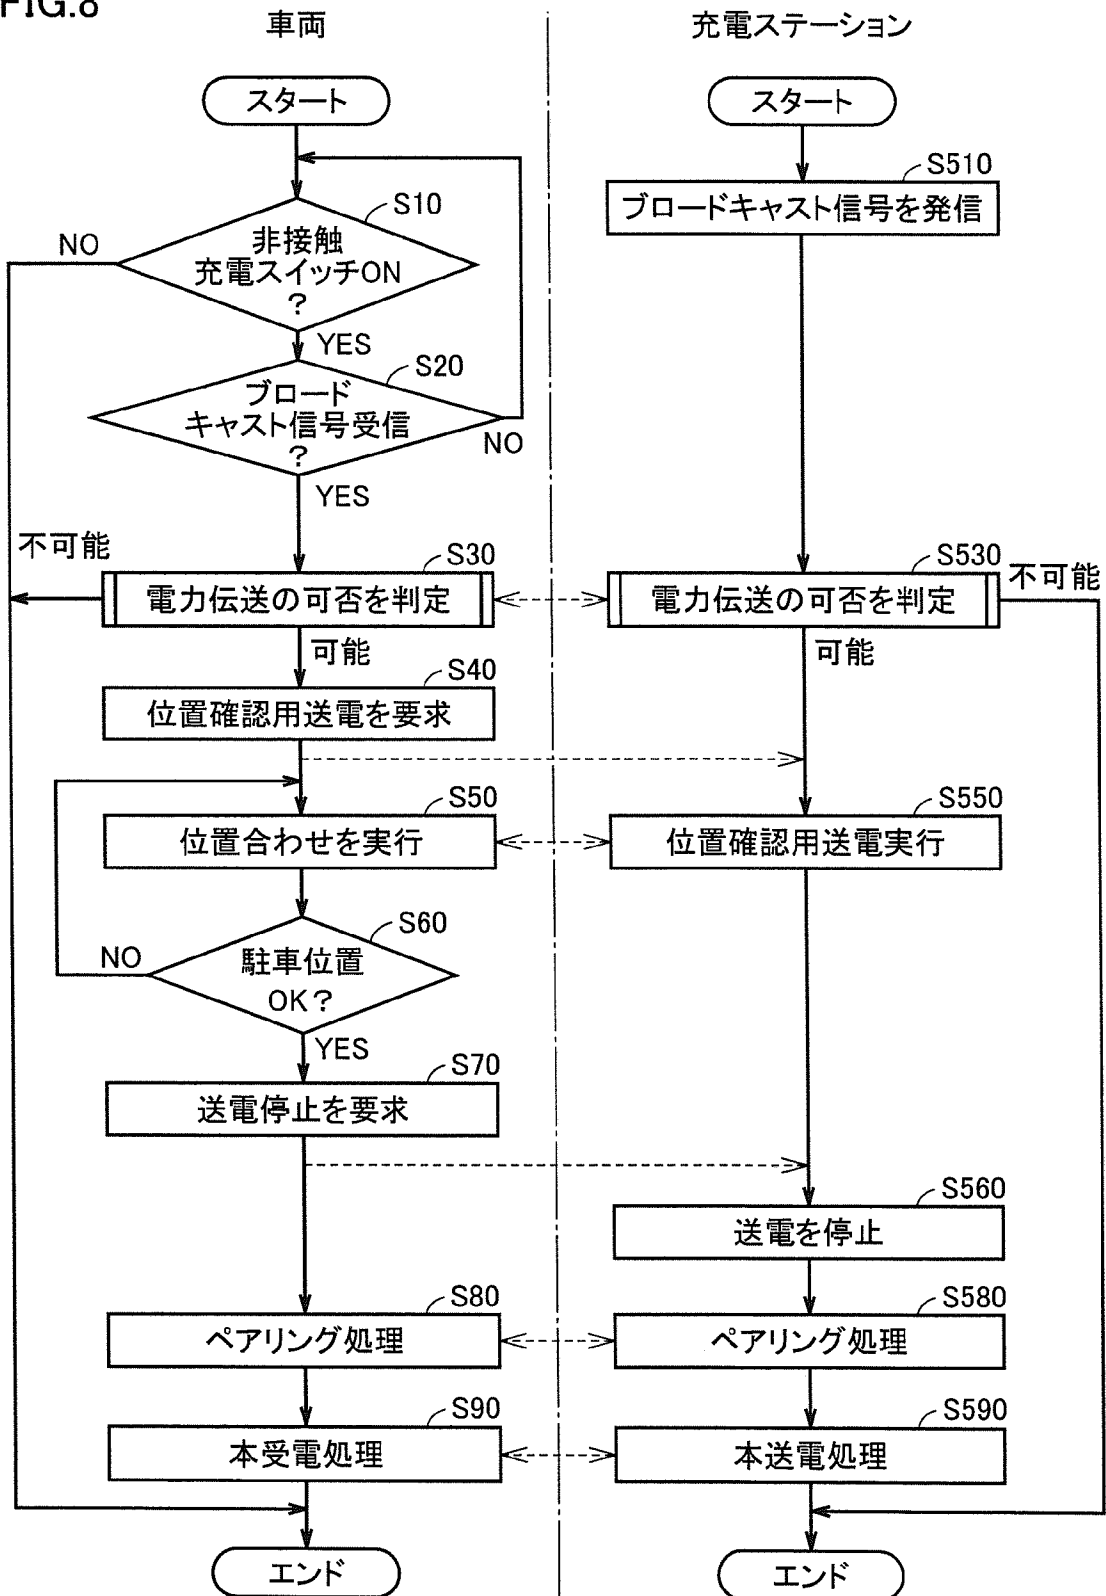 FIG.8
車両
充電ステーション
スタート
スタート
S510
ブロードキャスト信号を発信
S10
非接触
充電スイッチON
?
NO
YES
S20
ブロード
キャスト信号受信
?
NO
YES
不可能
S30
電力伝送の可否を判定
S530
電力伝送の可否を判定
不可能
可能
可能
S40
位置確認用送電を要求
S50
位置合わせを実行
S550
位置確認用送電実行
S60
駐車位置
OK?
NO
YES
S70
送電停止を要求
S560
送電を停止
S80
ペアリング処理
S580
ペアリング処理
S90
本受電処理
S590
本送電処理
エンド
エンド